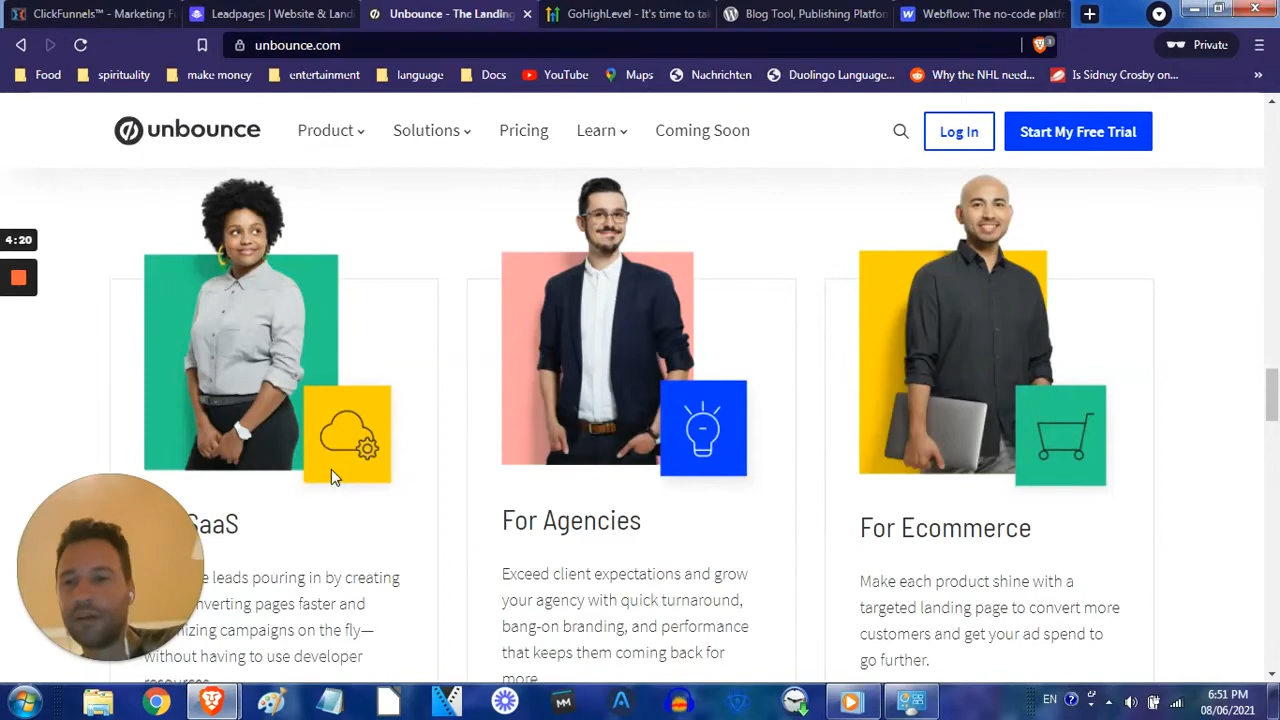 ClickFunnels™ - Marketing F
Leadpages | Website & Land
Unbounce - The Landing
GoHighLevel - It's time to ta
Blog Tool, Publishing Platfor
Webflow: The no-code platf
unbounce.com
3
Private
Food
spirituality
make money
entertainment
language
Docs
YouTube
Maps
Nachrichten
Duolingo Language...
Why the NHL need...
Is Sidney Crosby on...
»
unbounce
Product
Solutions
Pricing
Learn
Coming Soon
Log In
Start My Free Trial
4:20
SaaS
leads pouring in by creating
nverting pages faster and
campaigns on the fly—
without having to use developer
For Agencies
Exceed client expectations and grow
your agency with quick turnaround,
bang-on branding, and performance
that keeps them coming back for
more.
For Ecommerce
Make each product shine with a
targeted landing page to convert more
customers and get your ad spend to
go further.
EN
6:51 PM
08/06/2021